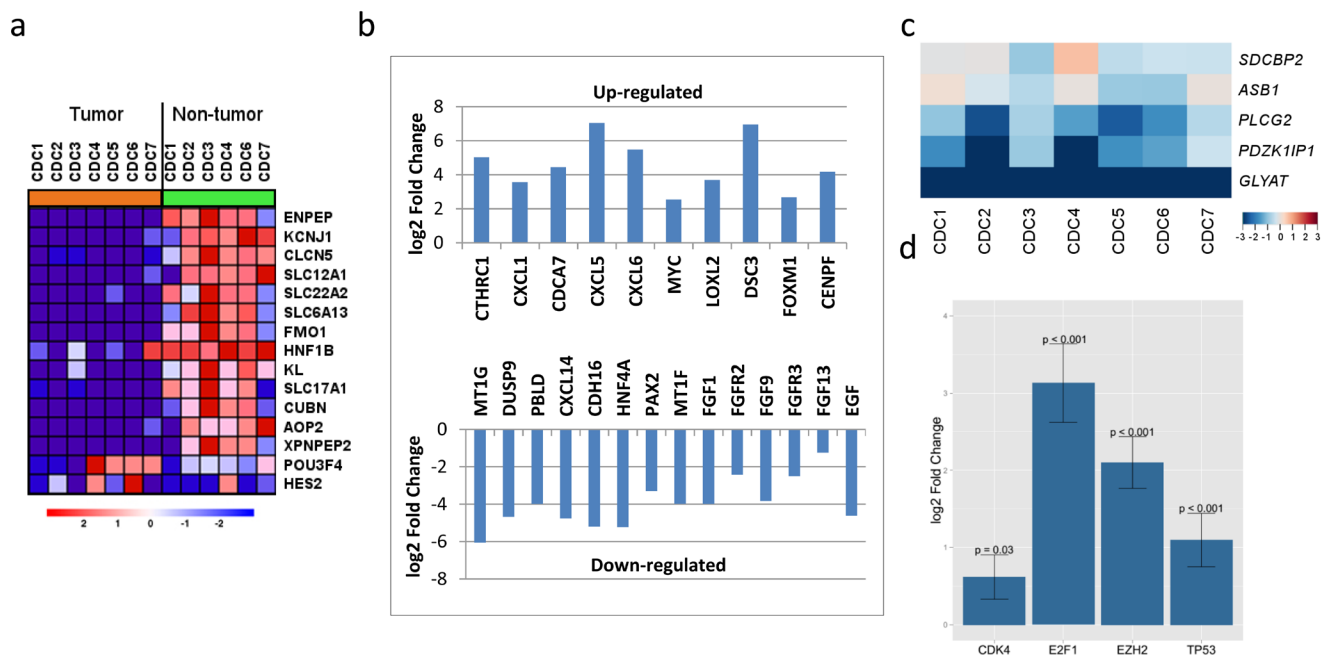 a
Tumor Non-tumor
CDC1 CDC2 CDC3 CDC4 CDC5 CDC6 CDC7 CDC1 CDC2 CDC3 CDC4 CDC6 CDC7
ENPEP
KCNJ1
CLCN5
SLC12A1
SLC22A2
SLC6A13
FMO1
HNF1B
KL
SLC17A1
CUBN
AOP2
XPNPEP2
POU3F4
HES2
2 1 0 -1 -2
b
Up-regulated
log2 Fold Change
8
6
4
2
0
CTHRC1 CXCL1 CDCA7 CXCL5 CXCL6 MYC LOXL2 DSC3 FOXM1 CENPF
MT1G DUSP9 PBLD CXCL14 CDH16 HNF4A PAX2 MT1F FGF1 FGFR2 FGF9 FGFR3 FGF13 EGF
log2 Fold Change
0
-2
-4
-6
-8
Down-regulated
c
SDCBP2
ASB1
PLCG2
PDZK1IP1
GLYAT
CDC1 CDC2 CDC3 CDC4 CDC5 CDC6 CDC7
-3 -2 -1 0 1 2 3
d
log2 Fold Change
4
3
2
1
0
p = 0.03
p < 0.001
p < 0.001
p < 0.001
CDK4 E2F1 EZH2 TP53